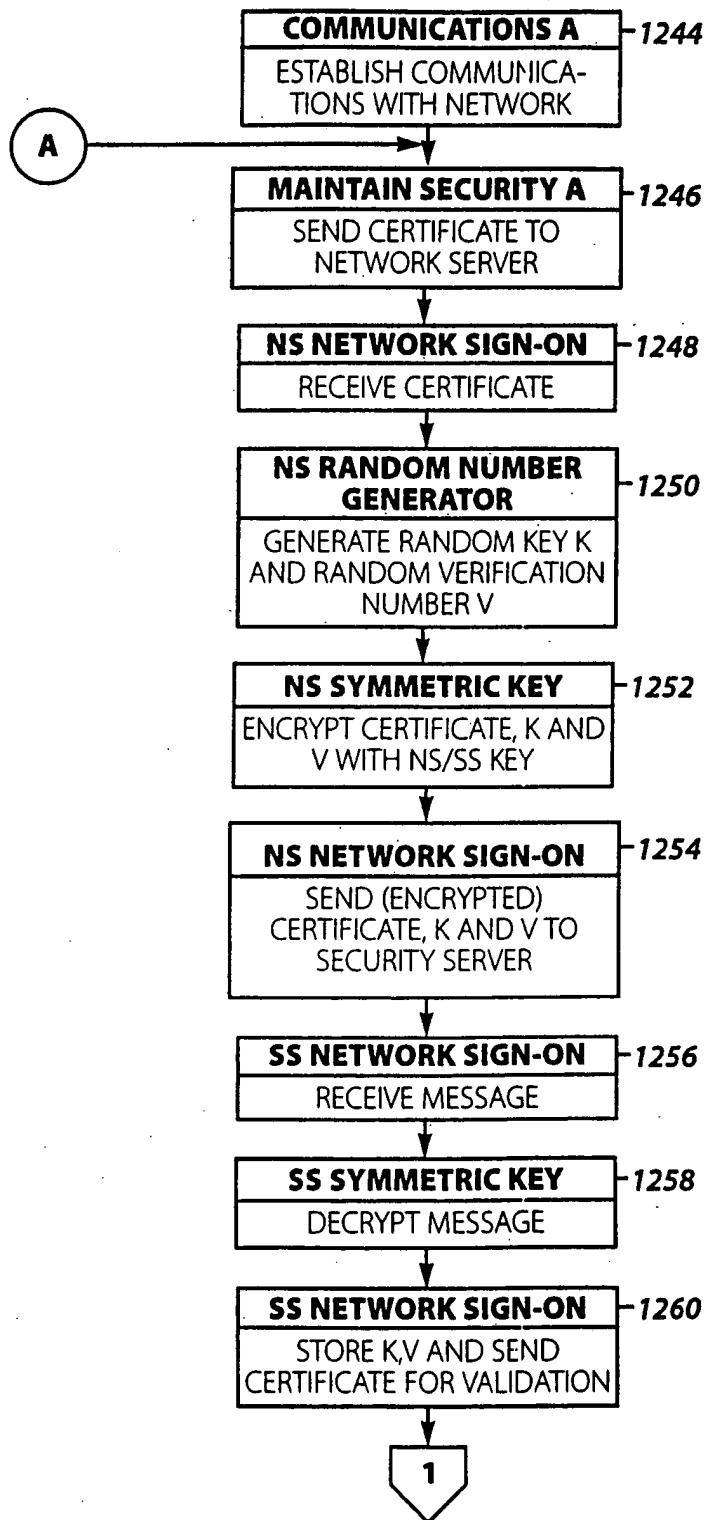 COMMUNICATIONS A
1244
ESTABLISH COMMUNICA-
TIONS WITH NETWORK
A
MAINTAIN SECURITY A
1246
SEND CERTIFICATE TO
NETWORK SERVER
NS NETWORK SIGN-ON
1248
RECEIVE CERTIFICATE
NS RANDOM NUMBER
GENERATOR
1250
GENERATE RANDOM KEY K
AND RANDOM VERIFICATION
NUMBER V
NS SYMMETRIC KEY
1252
ENCRYPT CERTIFICATE, K AND
V WITH NS/SS KEY
NS NETWORK SIGN-ON
1254
SEND (ENCRYPTED)
CERTIFICATE, K AND V TO
SECURITY SERVER
SS NETWORK SIGN-ON
1256
RECEIVE MESSAGE
SS SYMMETRIC KEY
1258
DECRYPT MESSAGE
SS NETWORK SIGN-ON
1260
STORE K,V AND SEND
CERTIFICATE FOR VALIDATION
1